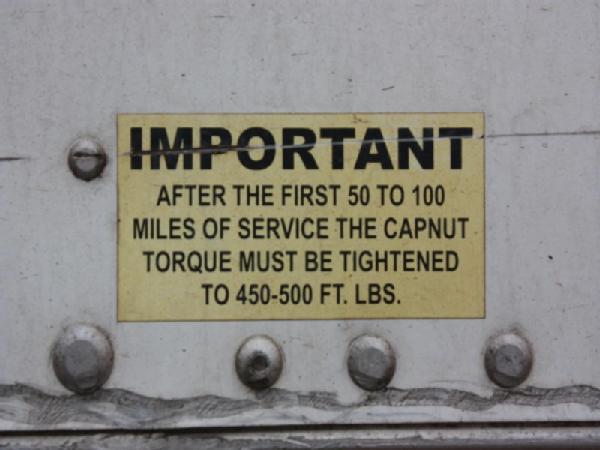 IMPORTANT
AFTER THE FIRST 50 TO 100
MILES OF SERVICE THE CAPNUT
TORQUE MUST BE TIGHTENED
TO 450-500 FT. LBS.